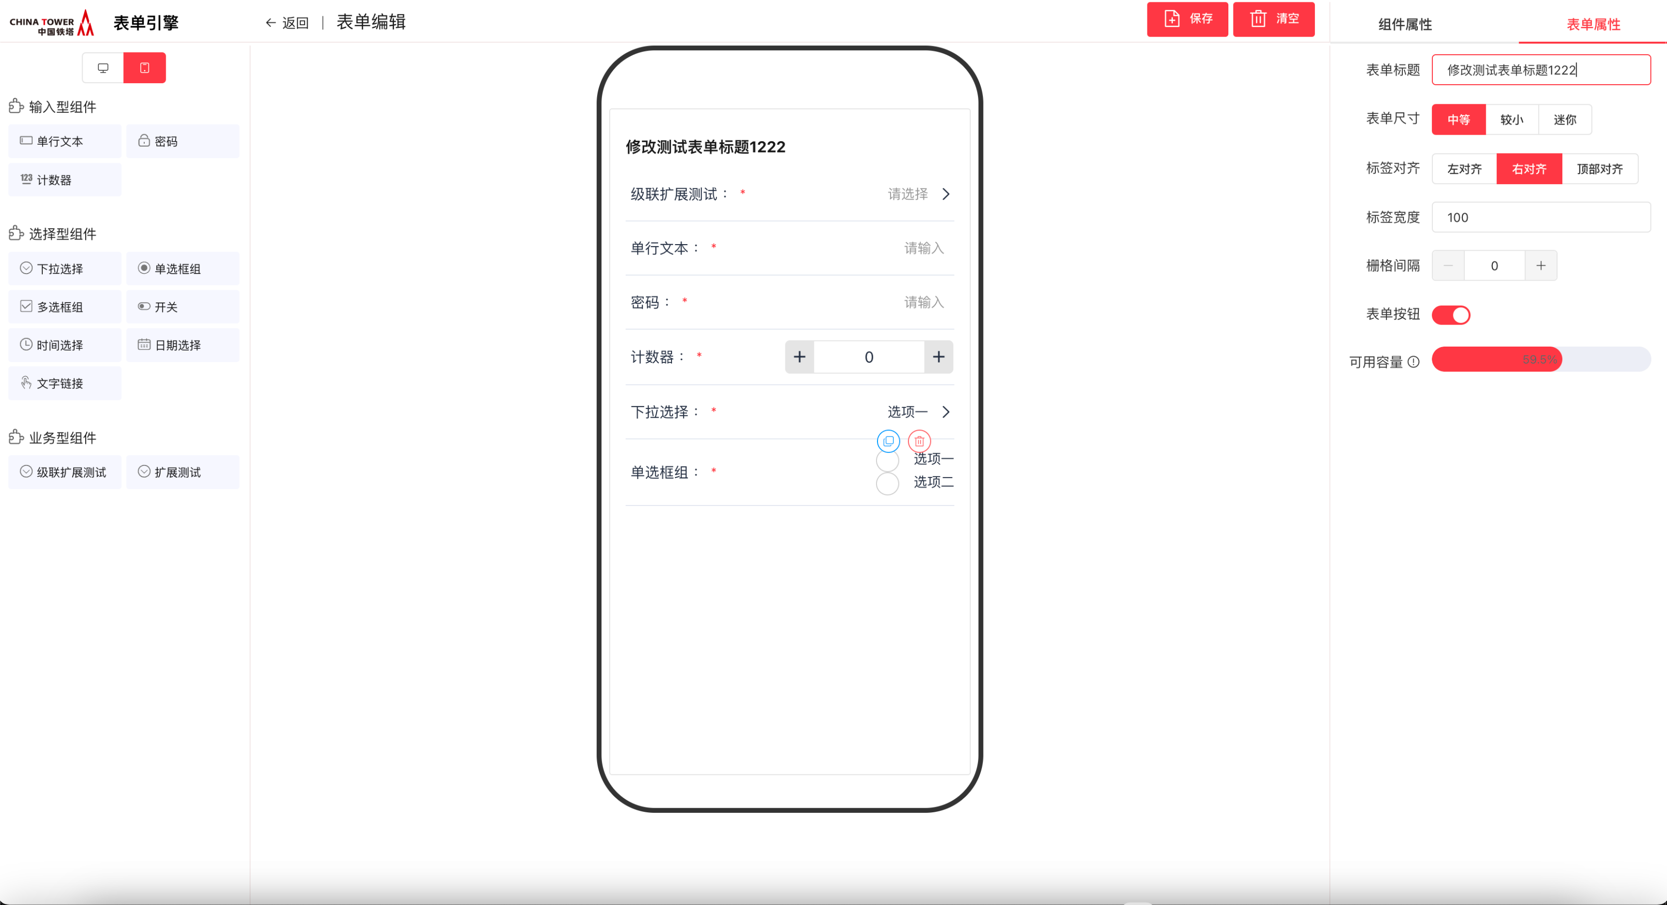 CHINA TOWER
中国铁塔
表单引擎
← 返回 | 表单编辑
保存
清空
组件属性
表单属性
输入型组件
单行文本
密码
123 计数器
选择型组件
下拉选择
单选框组
多选框组
开关
时间选择
日期选择
文字链接
业务型组件
级联扩展测试
扩展测试
修改测试表单标题1222
级联扩展测试： * 请选择
单行文本： * 请输入
密码： * 请输入
计数器： * + 0 +
下拉选择： * 选项一
单选框组： *
选项一
选项二
表单标题 修改测试表单标题1222
表单尺寸 中等 较小 迷你
标签对齐 左对齐 右对齐 顶部对齐
标签宽度 100
栅格间隔 − 0 +
表单按钮
可用容量 59.5%